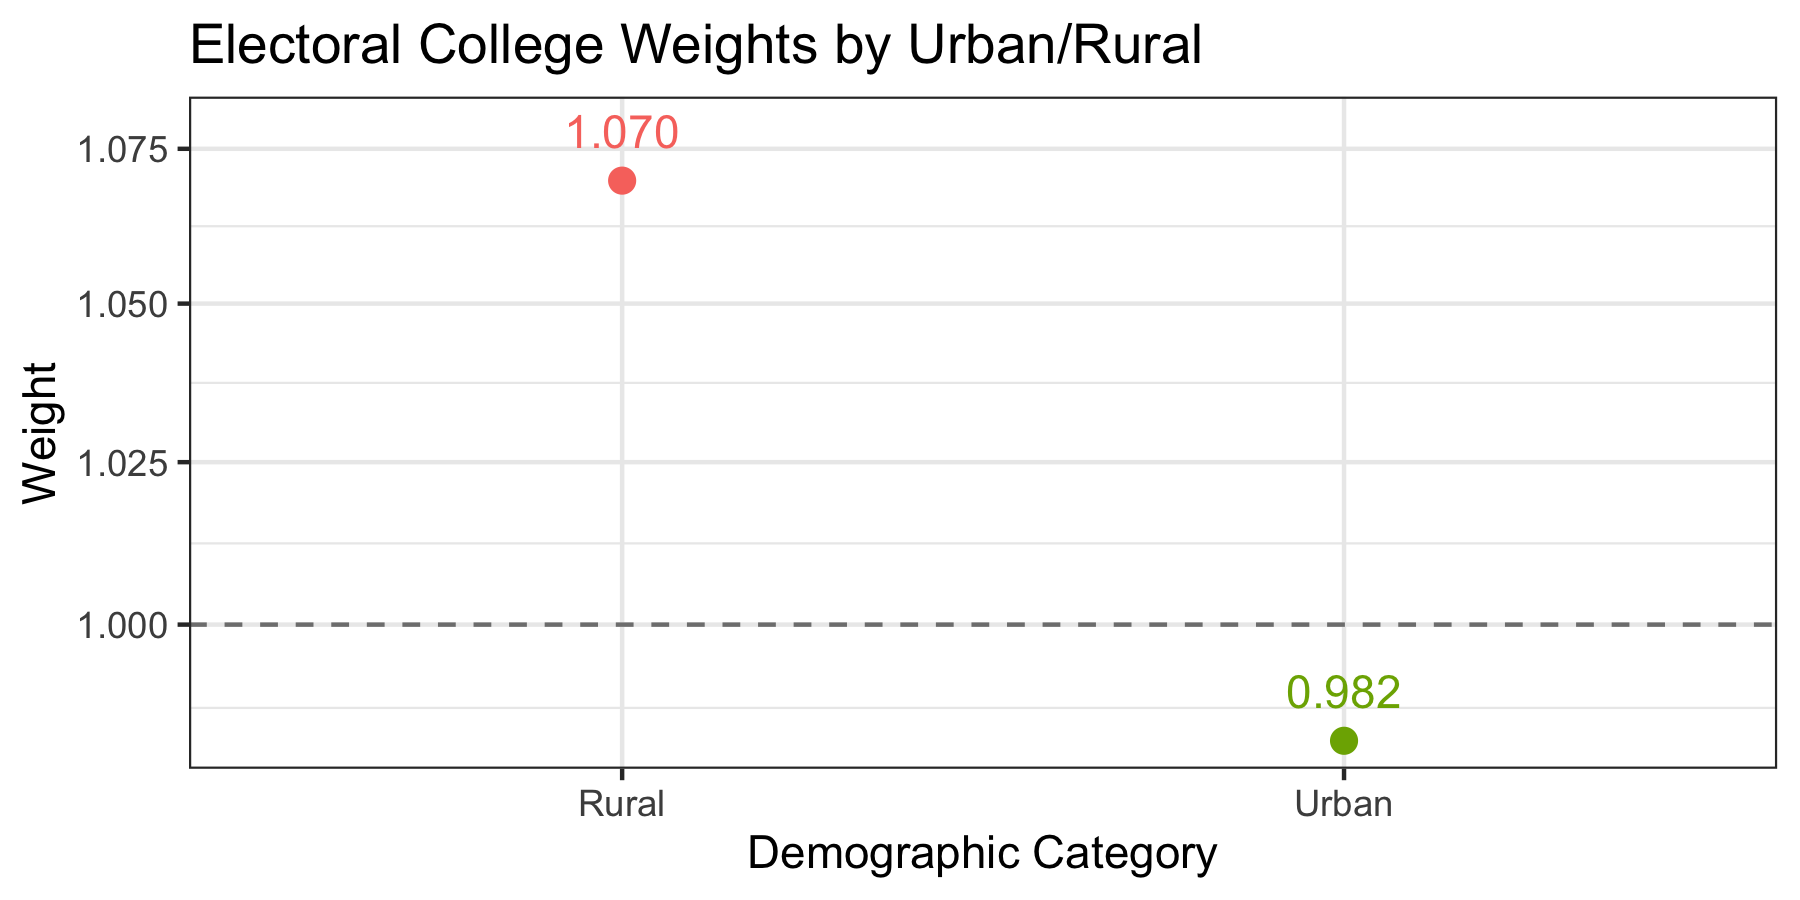 Electoral College Weights by Urban/Rural
1.070
1.075
1.050
Weight
1.025
1.000
0.982
Rural
Urban
Demographic Category